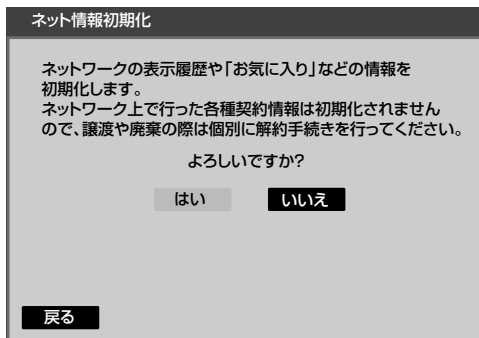 ネット情報初期化
ネットワークの表示履歴や「お気に入り」などの情報を
初期化します。
ネットワーク上で行った各種契約情報は初期化されません
ので、譲渡や廃棄の際は個別に解約手続きを行ってください。
よろしいですか?
はい いいえ
戻る